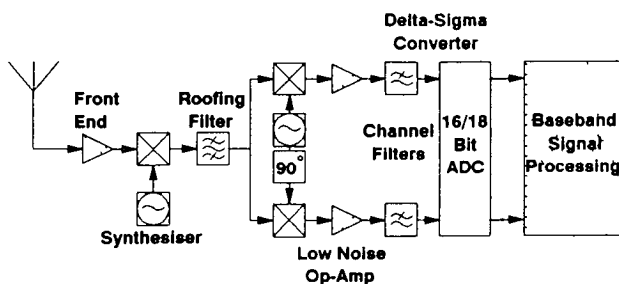 Delta-Sigma
Converter
Front
End
Roofing
Filter
90°
Channel
Filters
16/18
Bit
ADC
Baseband
Signal
Processing
Synthesiser
Low Noise
Op-Amp